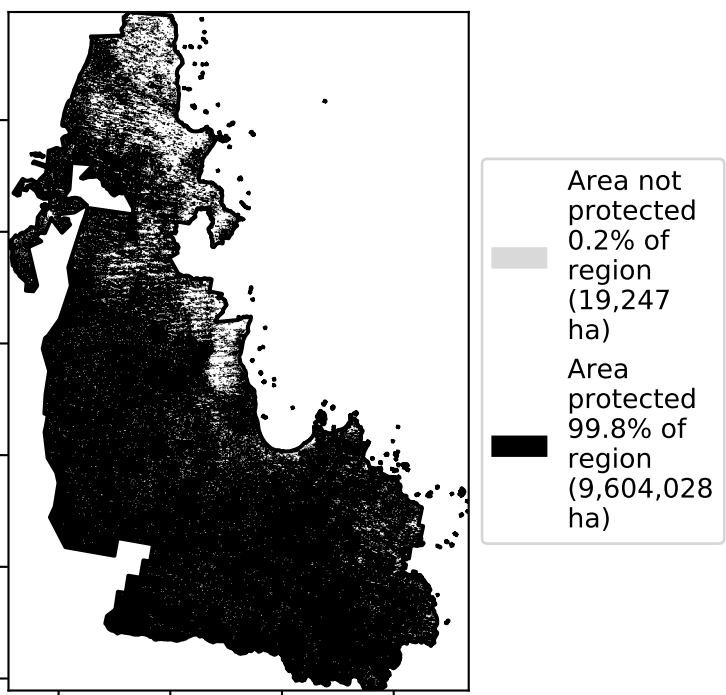 Area not
protected
0.2% of
region
(19,247
ha)
Area
protected
99.8% of
region
(9,604,028
ha)